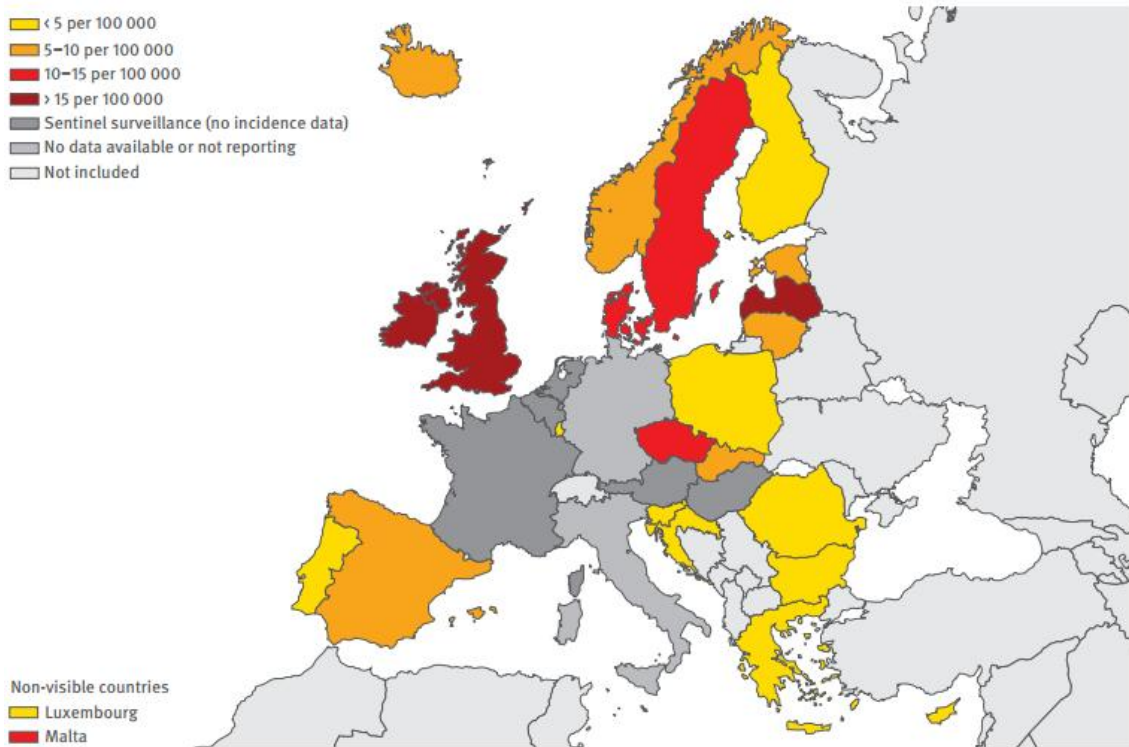 < 5 per 100 000
5–10 per 100 000
10–15 per 100 000
> 15 per 100 000
Sentinel surveillance (no incidence data)
No data available or not reporting
Not included
Non-visible countries
Luxembourg
Malta